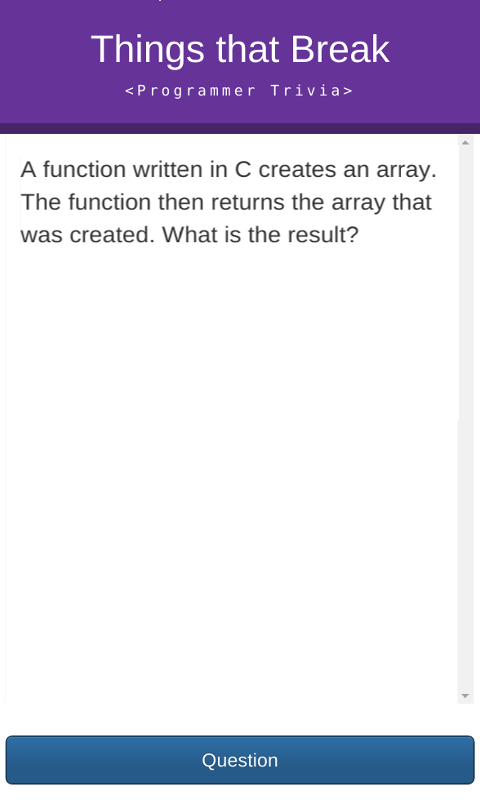 Things that Break
<Programmer Trivia>
A function written in C creates an array.
The function then returns the array that
was created. What is the result?
Question